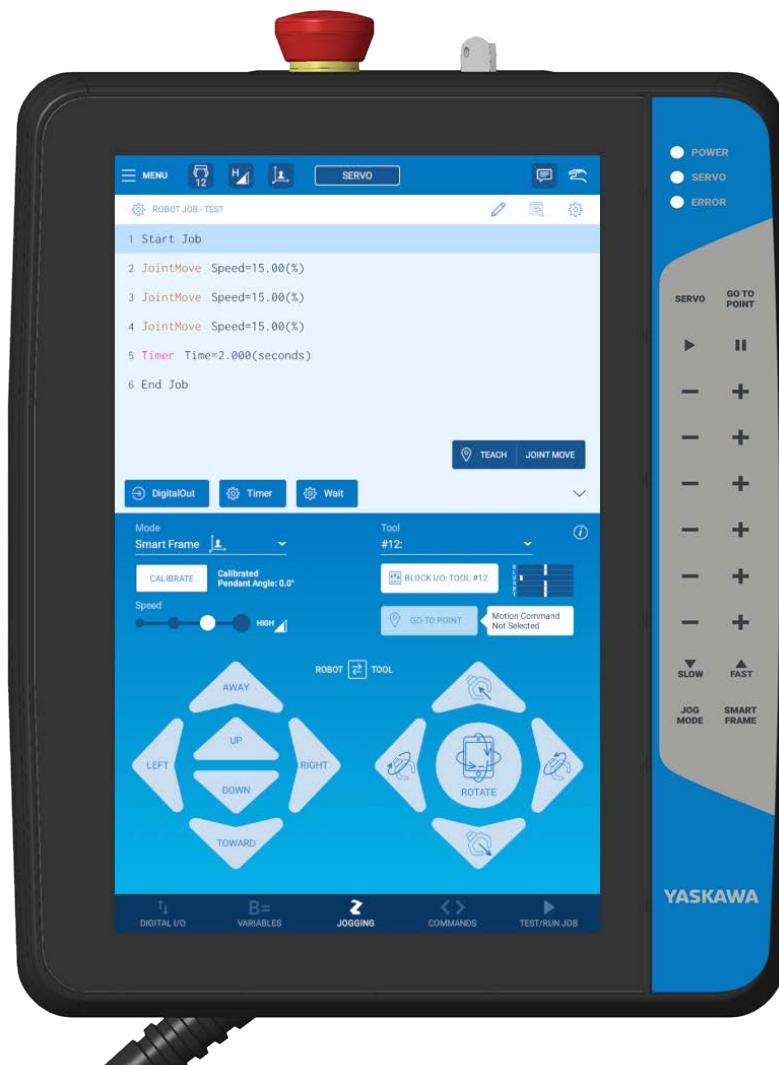 MENU 12 H SERVO
ROBOT JOB - TEST
1 Start Job
2 JointMove Speed=15.00(%)
3 JointMove Speed=15.00(%)
4 JointMove Speed=15.00(%)
5 Timer Time=2.000(seconds)
6 End Job
TEACH JOINT MOVE
DigitalOut Timer Wait
Mode
Smart Frame
Tool
#12:
CALIBRATE
Calibrated
Pendant Angle: 0.0°
BLOCK I/O: TOOL #12
S
L
U
R
B
T
Speed
HIGH
GO TO POINT
Motion Command
Not Selected
ROBOT TOOL
AWAY
UP
LEFT
RIGHT
DOWN
TOWARD
ROTATE
DIGITAL I/O
B=
VARIABLES
JOGGING
COMMANDS
TEST/RUN JOB
POWER
SERVO
ERROR
SERVO
GO TO
POINT
− +
− +
− +
− +
− +
− +
SLOW
FAST
JOG
MODE
SMART
FRAME
YASKAWA